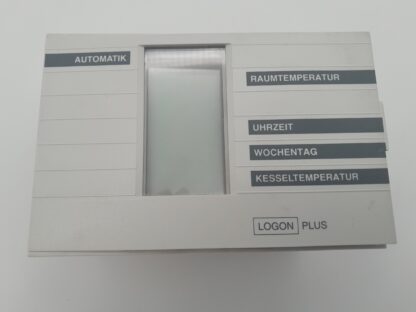 AUTOMATIK
RAUMTEMPERATUR
UHRZEIT
WOCHENTAG
KESSELTEMPERATUR
LOGON PLUS